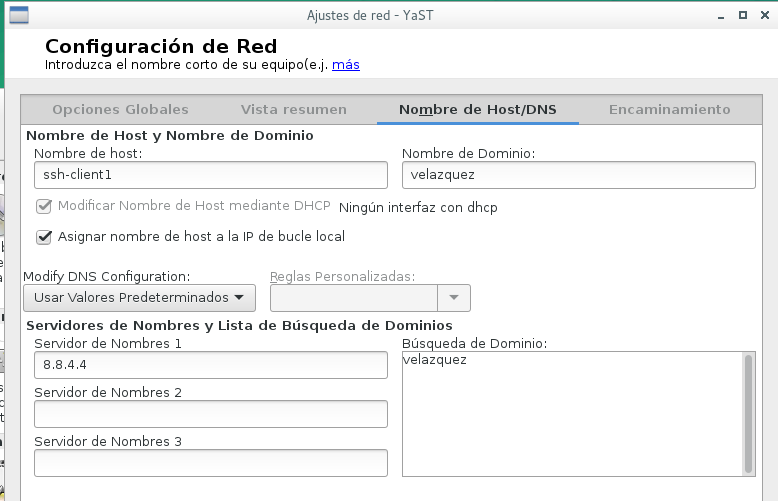 Ajustes de red - YaST
Configuración de Red
Introduzca el nombre corto de su equipo(e.j. más
Opciones Globales Vista resumen Nombre de Host/DNS Encaminamiento
Nombre de Host y Nombre de Dominio
Nombre de host: Nombre de Dominio:
ssh-client1 velazquez
Modificar Nombre de Host mediante DHCP Ningún interfaz con dhcp
Asignar nombre de host a la IP de bucle local
Modify DNS Configuration: Reglas Personalizadas:
Usar Valores Predeterminados
Servidores de Nombres y Lista de Búsqueda de Dominios
Servidor de Nombres 1 Búsqueda de Dominio:
8.8.4.4 velazquez
Servidor de Nombres 2
Servidor de Nombres 3